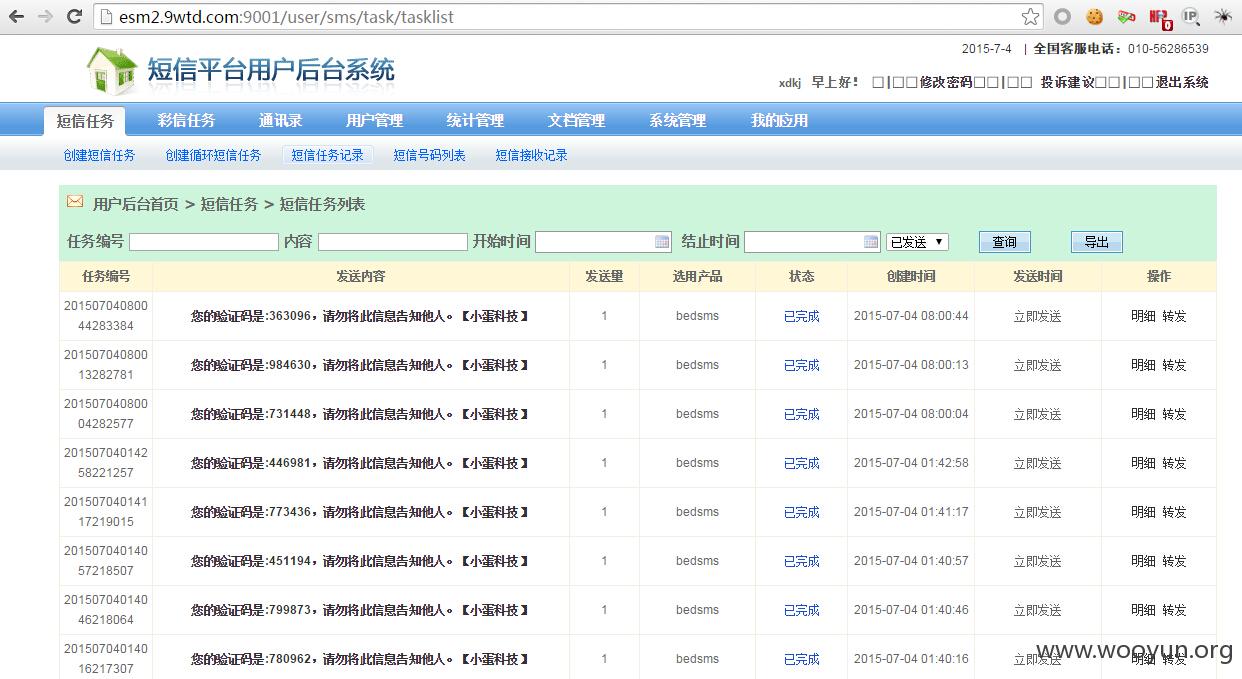 esm2.9wtd.com:9001/user/sms/task/tasklist
短信平台用户后台系统
2015-7-4 | 全国客服电话：010-56286539
xdkj 早上好! □|□□修改密码□□|□□ 投诉建议□□|□□退出系统
短信任务 彩信任务 通讯录 用户管理 统计管理 文档管理 系统管理 我的应用
创建短信任务 创建循环短信任务 短信任务记录 短信号码列表 短信接收记录
用户后台首页 > 短信任务 > 短信任务列表
任务编号 内容 开始时间 结止时间 已发送 ▼ 查询 导出
任务编号 发送内容 发送量 选用产品 状态 创建时间 发送时间 操作
201507040800
44283384 您的验证码是:363096，请勿将此信息告知他人。【小蛋科技】 1 bedsms 已完成 2015-07-04 08:00:44 立即发送 明细 转发
201507040800
13282781 您的验证码是:984630，请勿将此信息告知他人。【小蛋科技】 1 bedsms 已完成 2015-07-04 08:00:13 立即发送 明细 转发
201507040800
04282577 您的验证码是:731448，请勿将此信息告知他人。【小蛋科技】 1 bedsms 已完成 2015-07-04 08:00:04 立即发送 明细 转发
201507040142
58221257 您的验证码是:446981，请勿将此信息告知他人。【小蛋科技】 1 bedsms 已完成 2015-07-04 01:42:58 立即发送 明细 转发
201507040141
17219015 您的验证码是:773436，请勿将此信息告知他人。【小蛋科技】 1 bedsms 已完成 2015-07-04 01:41:17 立即发送 明细 转发
201507040140
57218507 您的验证码是:451194，请勿将此信息告知他人。【小蛋科技】 1 bedsms 已完成 2015-07-04 01:40:57 立即发送 明细 转发
201507040140
46218064 您的验证码是:799873，请勿将此信息告知他人。【小蛋科技】 1 bedsms 已完成 2015-07-04 01:40:46 立即发送 明细 转发
201507040140
16217307 您的验证码是:780962，请勿将此信息告知他人。【小蛋科技】 1 bedsms 已完成 2015-07-04 01:40:16 立即发送 明细 转发
www.wooyun.org